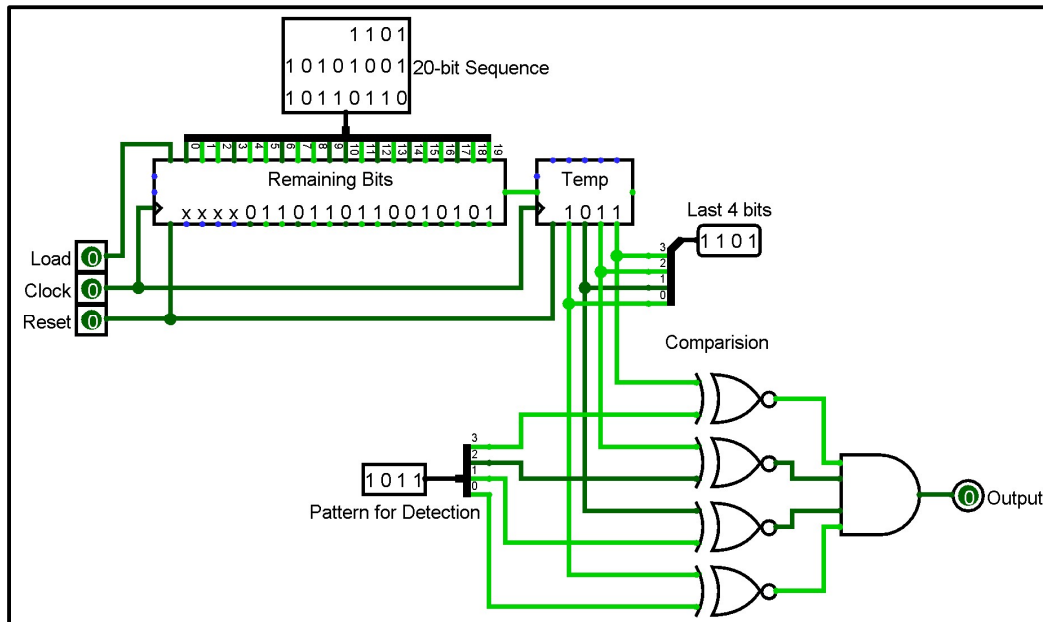 1 1 0 1
1 0 1 0 1 0 0 1
1 0 1 1 0 1 1 0
20-bit Sequence
0 1 2 3 4 5 6 7 8 9 10 11 12 13 14 15 16 17 18 19
Remaining Bits
Temp
x x x x 0 1 1 0 1 1 0 1 1 0 0 1 0 1 0 1
1 0 1 1
Last 4 bits
1 1 0 1
3
2
1
0
Load 0
Clock 0
Reset 0
Comparision
3
2
1
0
1 0 1 1
Pattern for Detection
0 Output